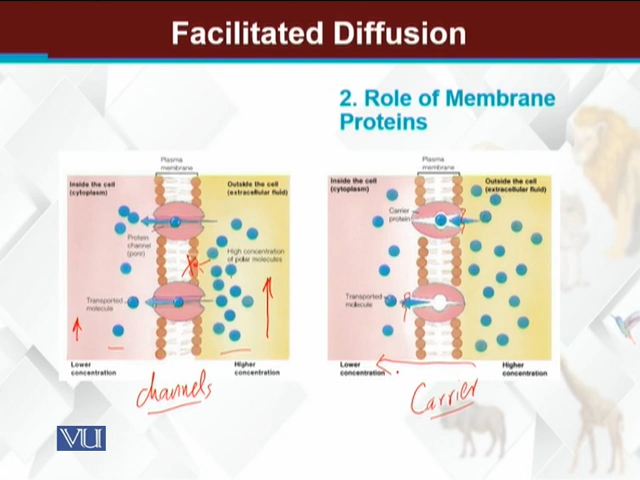 Facilitated Diffusion
2. Role of Membrane
Proteins
Plasma
membrane
Inside the cell
(cytoplasm)
Outside the cell
(extracellular fluid)
Protein
channel
(pore)
High concentration
of polar molecules
Transported
molecule
Lower
concentration
Higher
concentration
channels
Plasma
membrane
Inside the cell
(cytoplasm)
Outside the cell
(extracellular fluid)
Carrier
protein
Transported
molecule
Lower
concentration
Higher
concentration
Carrier
VU